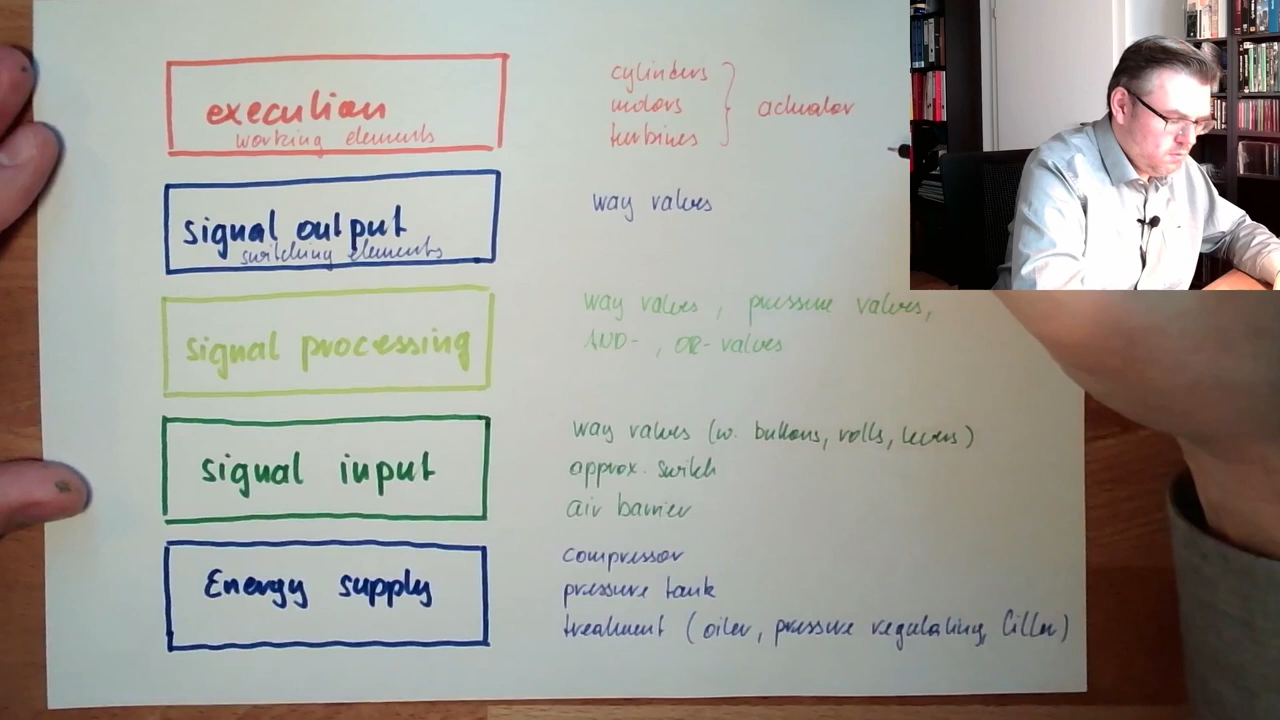 execution
working elements
cylinders
motors
turbines
actuator
signal output
switching elements
way valves
signal processing
way valves, pressure valves,
AND-, OR-valves
signal input
way valves (w. buttons, rolls, levers)
approx. switch
air barrier
Energy supply
compressor
pressure tank
treatment (oiler, pressure regulating, filter)